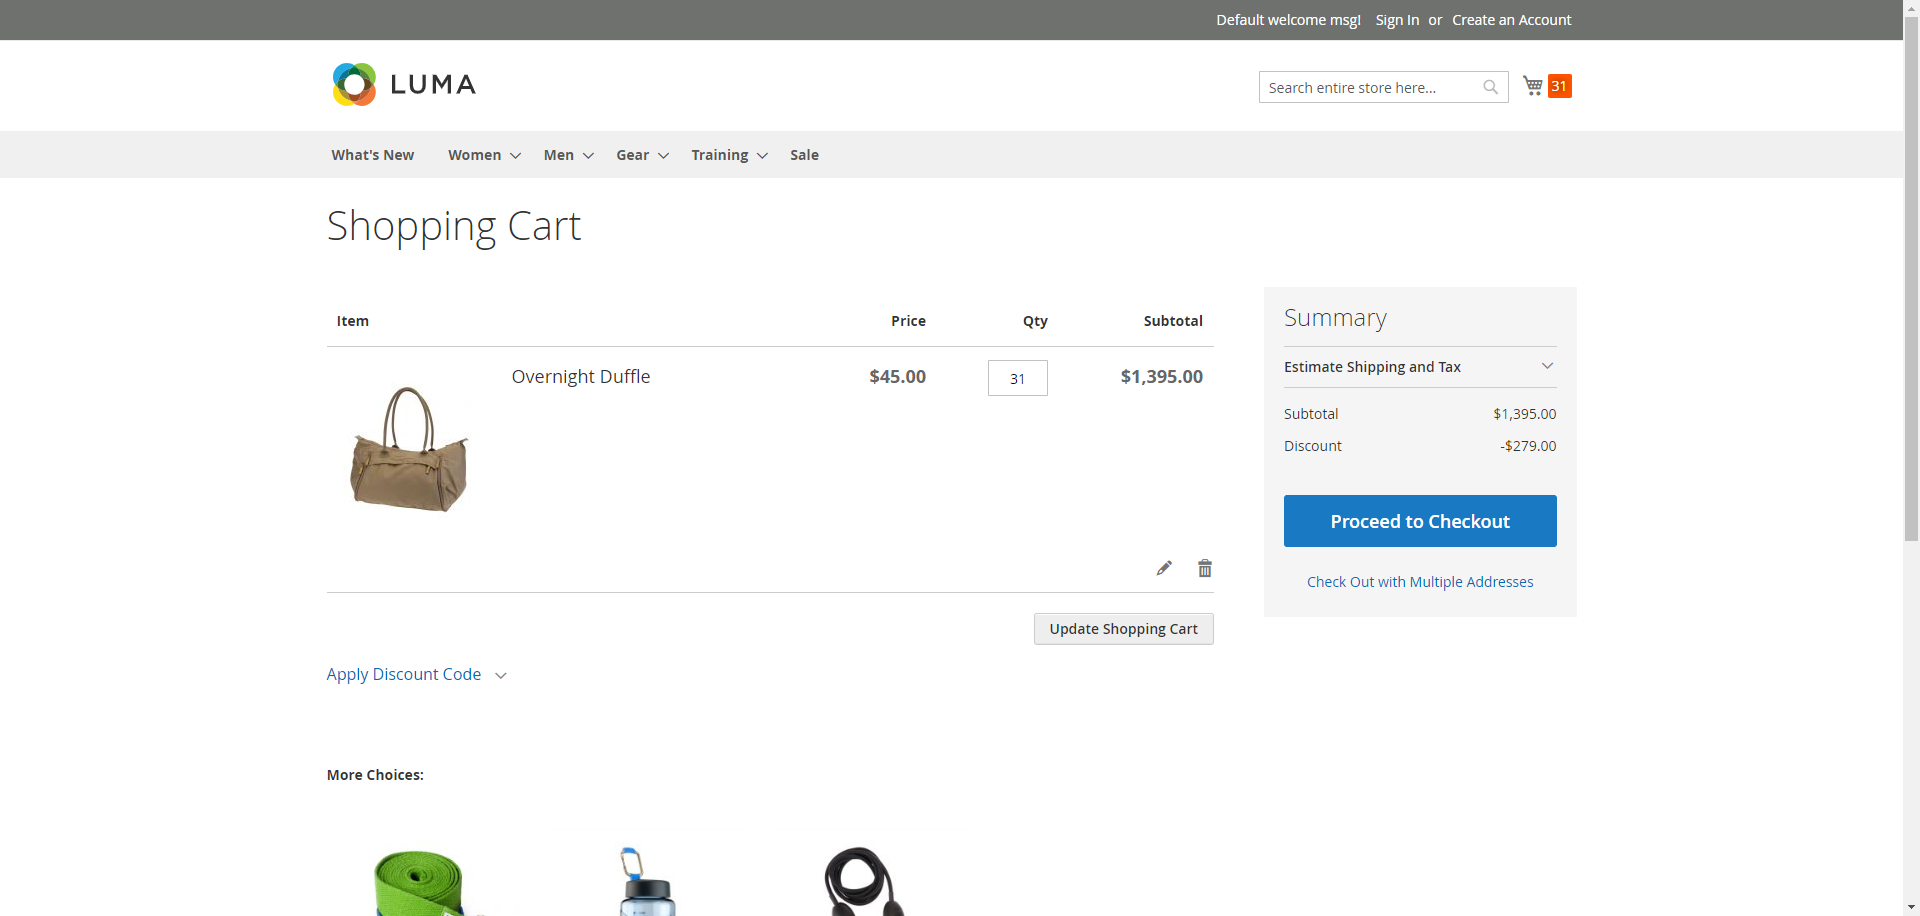 Default welcome msg! Sign In or Create an Account
LUMA
Search entire store here...
31
What's New Women Men Gear Training Sale
Shopping Cart
Item Price Qty Subtotal
Overnight Duffle $45.00 31 $1,395.00
Update Shopping Cart
Apply Discount Code
Summary
Estimate Shipping and Tax
Subtotal $1,395.00
Discount -$279.00
Proceed to Checkout
Check Out with Multiple Addresses
More Choices: